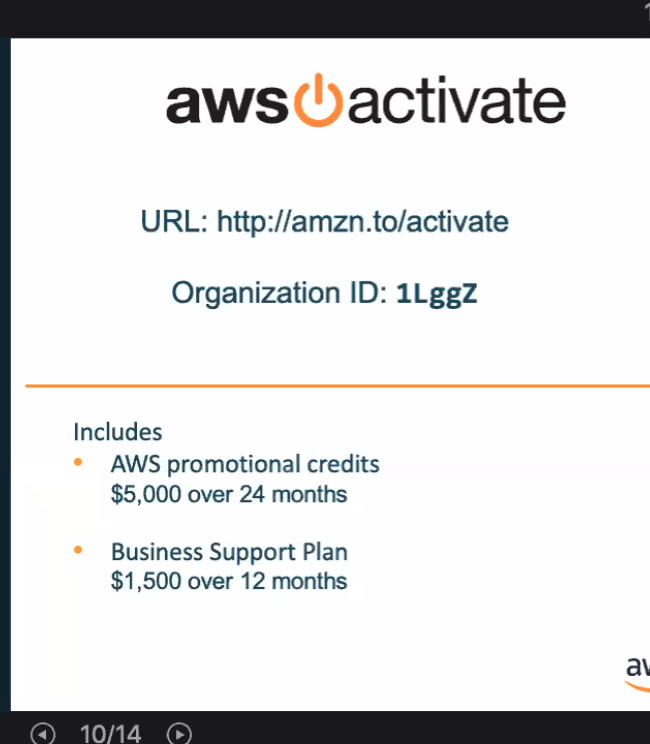 aws activate
URL: http://amzn.to/activate
Organization ID: 1LggZ
Includes
• AWS promotional credits
$5,000 over 24 months
• Business Support Plan
$1,500 over 12 months
10/14